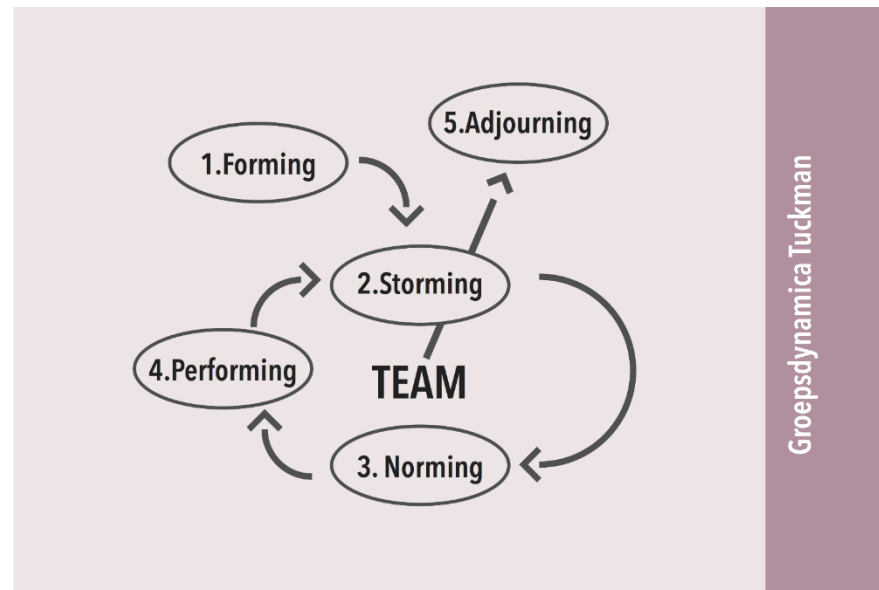 1.Forming
5.Adjourning
2.Storming
4.Performing
TEAM
3. Norming
Groepsdynamica Tuckman